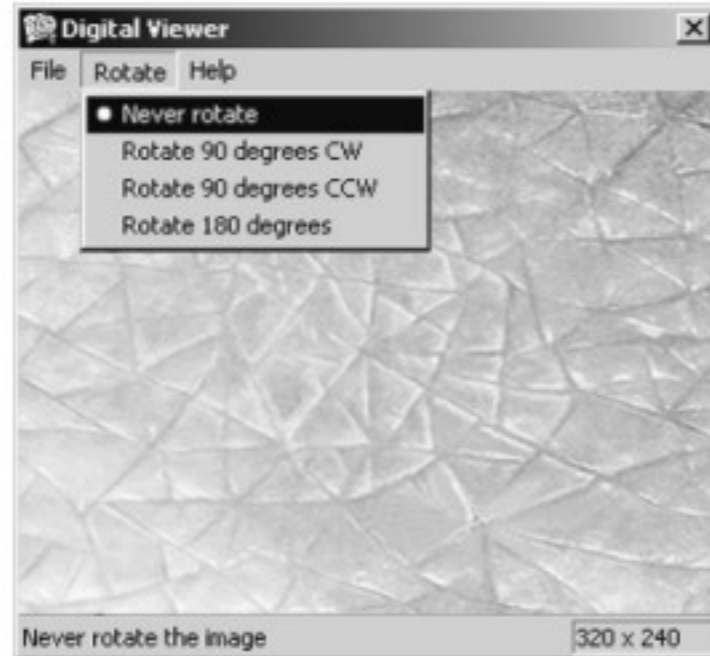 Digital Viewer
File Rotate Help
Never rotate
Rotate 90 degrees CW
Rotate 90 degrees CCW
Rotate 180 degrees
Never rotate the image 320 x 240